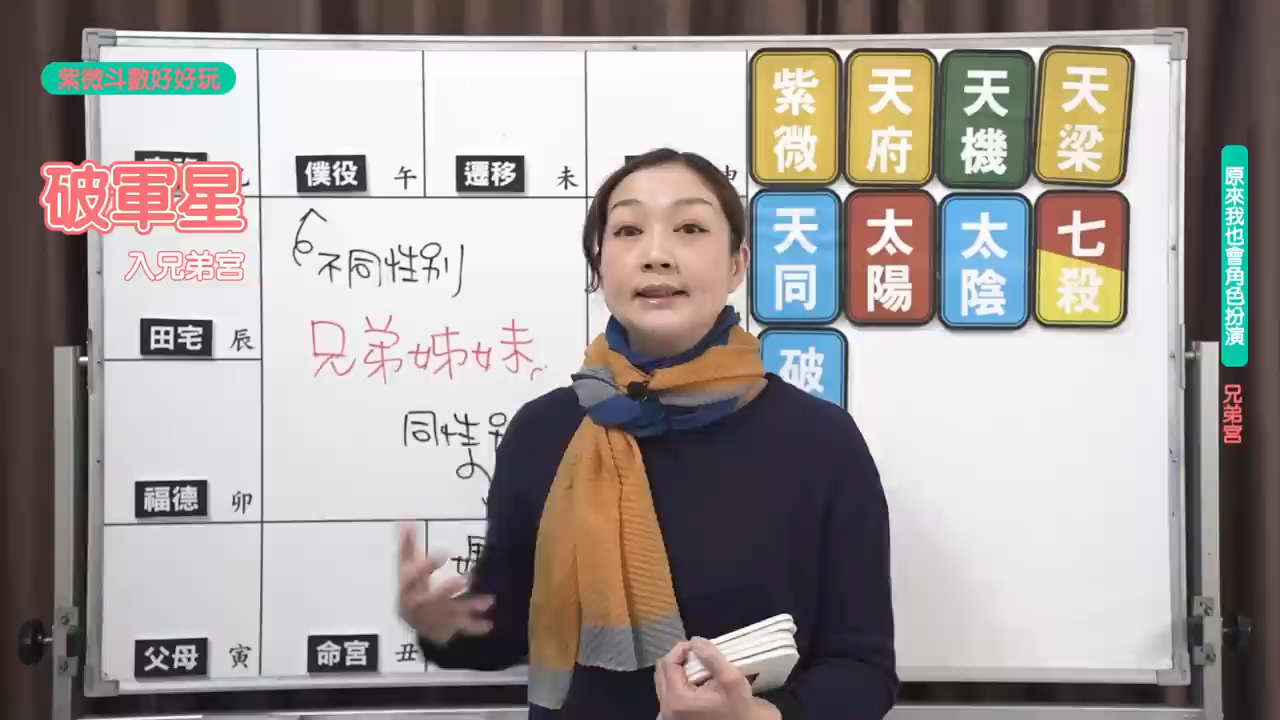 紫微斗數好好玩
破軍星
入兄弟宮
原來我也會角色扮演
兄弟宮
僕役 午
遷移 未
田宅 辰
福德 卯
父母 寅
命宮 丑
不同性別
兄弟姊妹
同性
紫微
天府
天機
天梁
天同
太陽
太陰
七殺
破